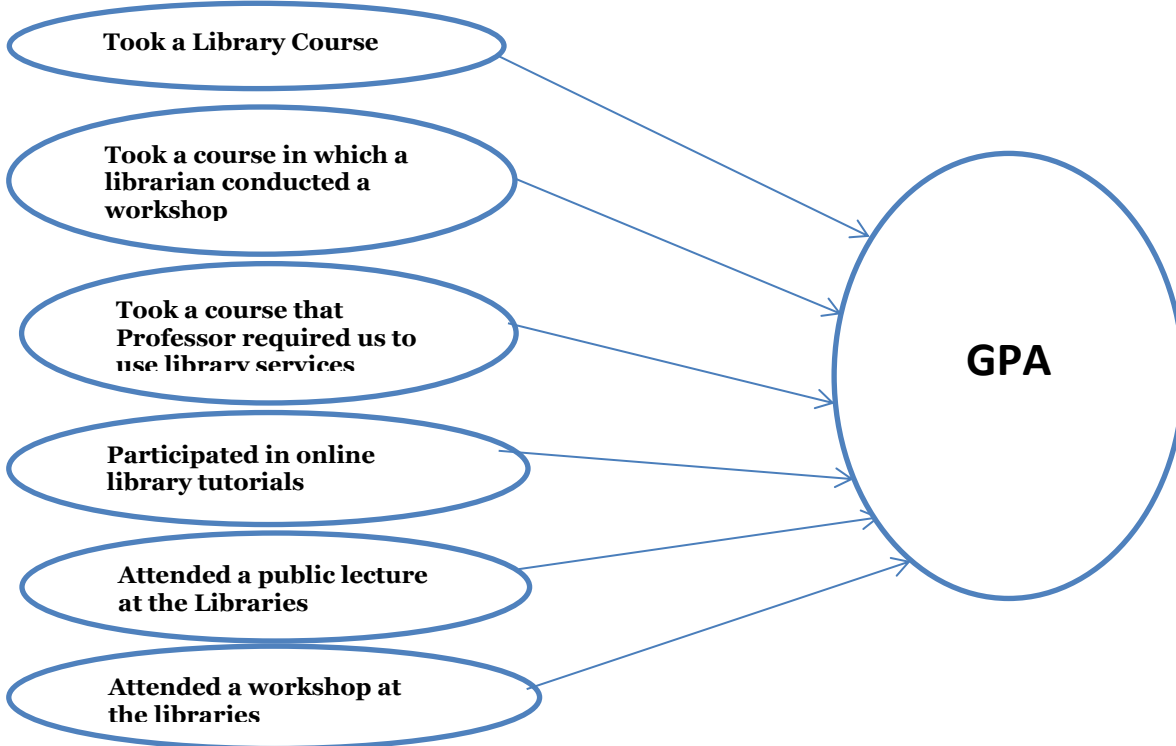 Took a Library Course
Took a course in which a
librarian conducted a
workshop
Took a course that
Professor required us to
use library services
Participated in online
library tutorials
Attended a public lecture
at the Libraries
Attended a workshop at
the libraries
GPA